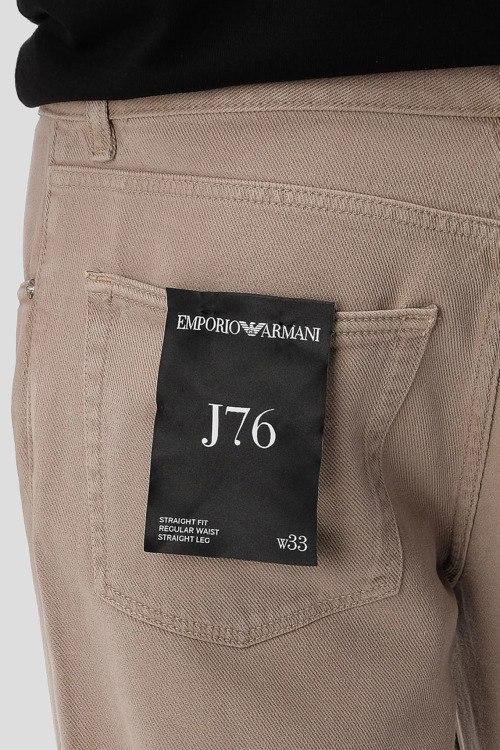 EMPORIO ARMANI
J76
STRAIGHT FIT
REGULAR WAIST
STRAIGHT LEG
W33